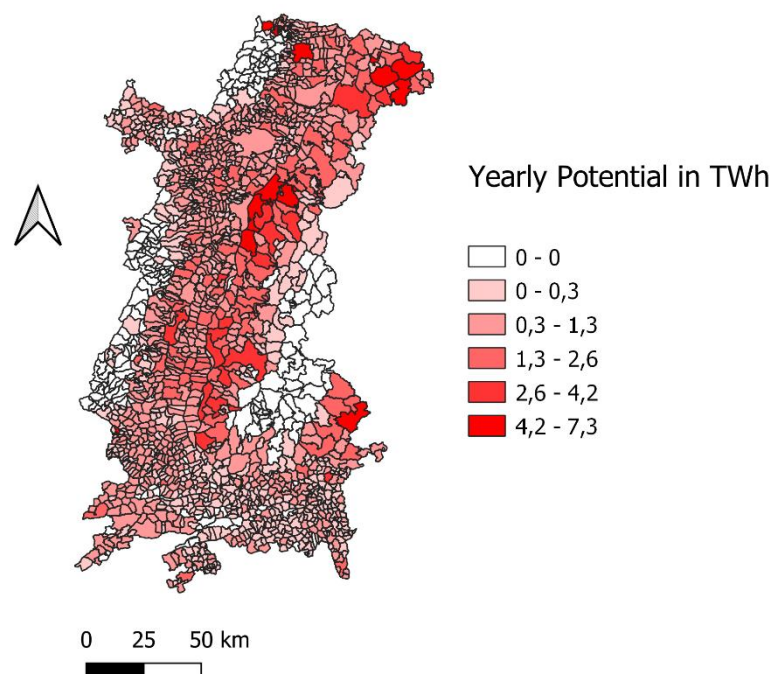 Yearly Potential in TWh
0 - 0
0 - 0,3
0,3 - 1,3
1,3 - 2,6
2,6 - 4,2
4,2 - 7,3
0 25 50 km